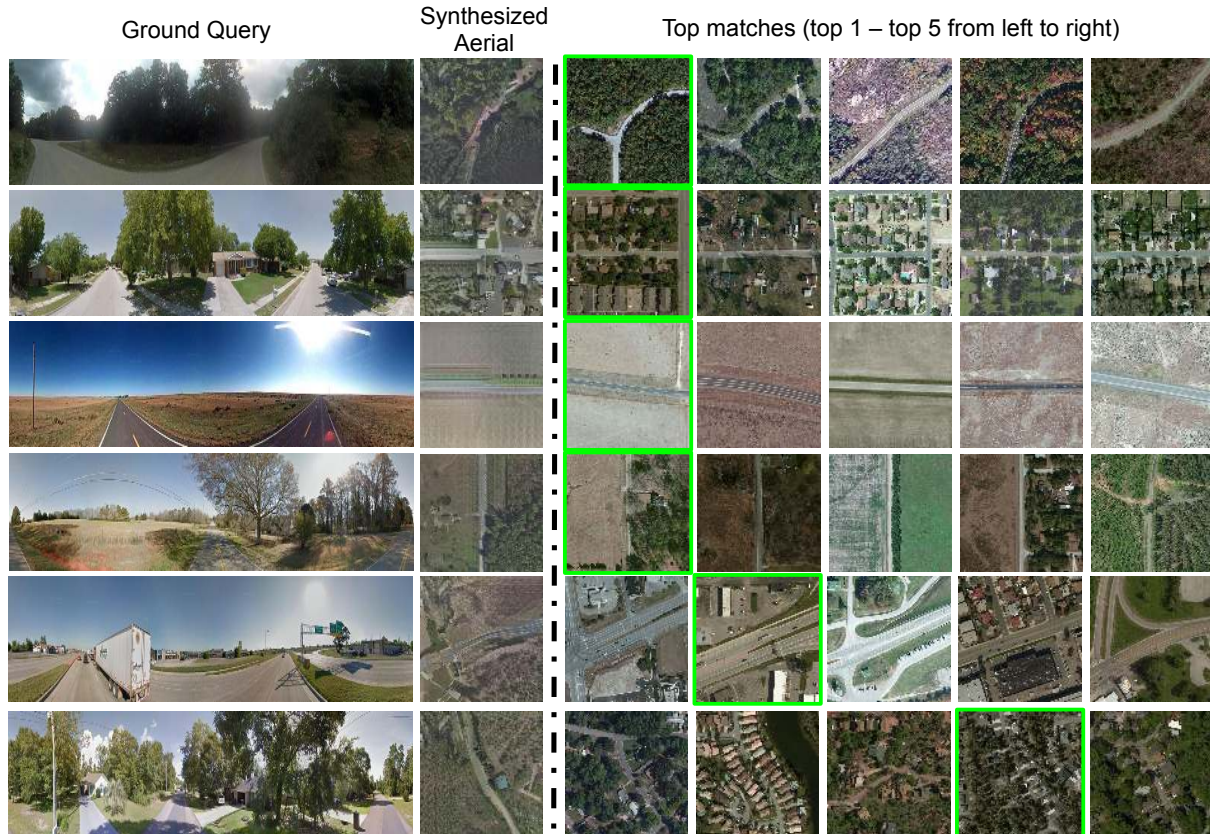 Ground Query
Synthesized
Aerial
Top matches (top 1 – top 5 from left to right)